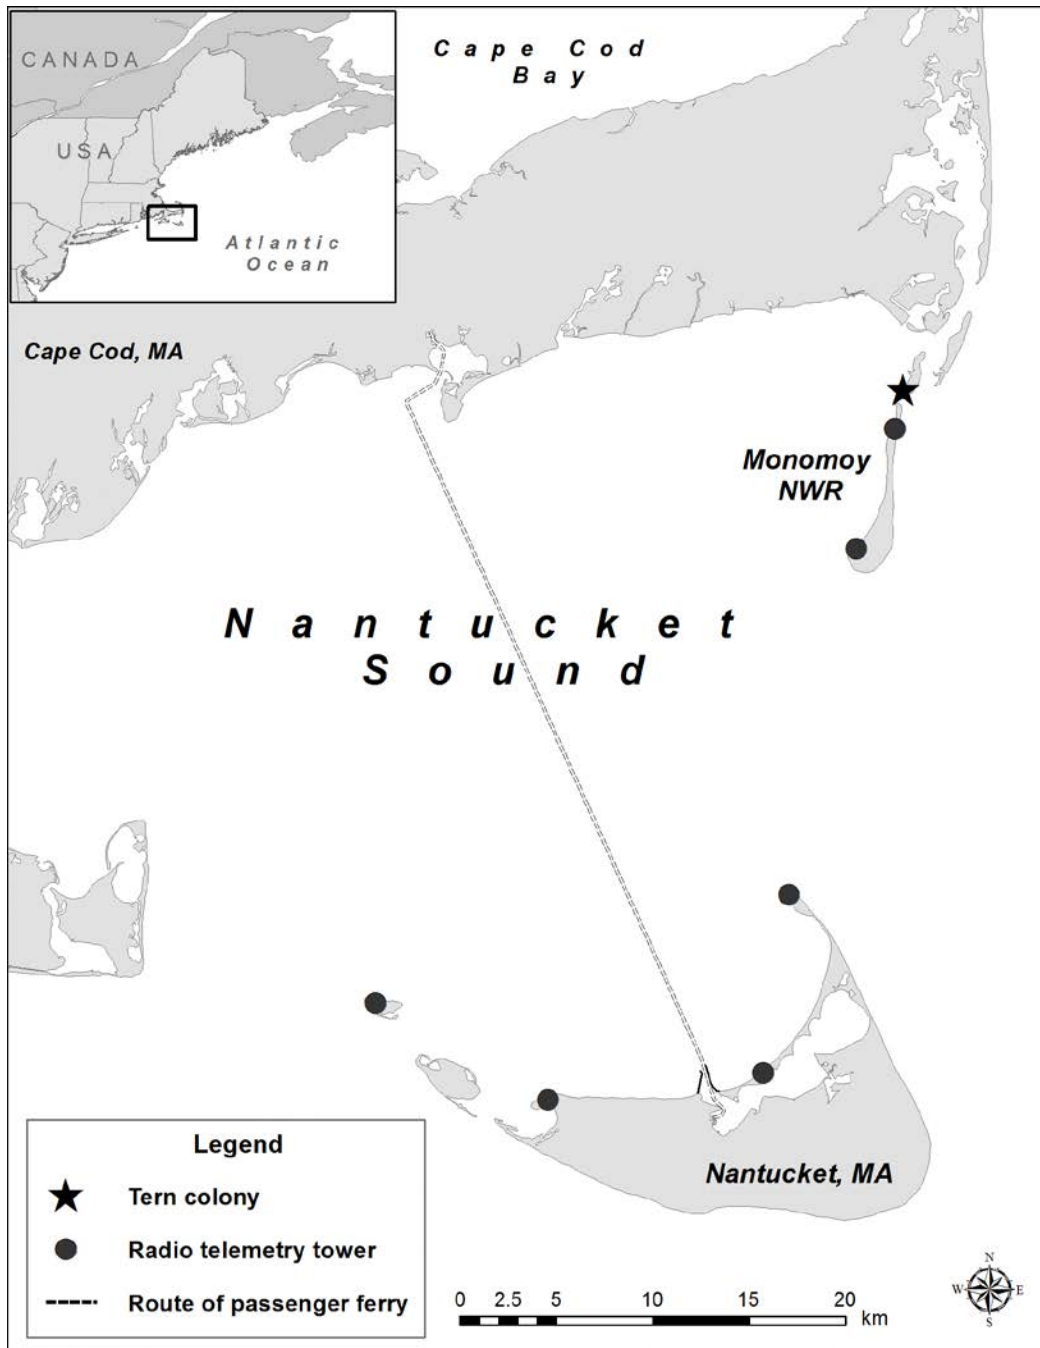 CANADA
USA
Atlantic
Ocean
Cape Cod
Bay
Cape Cod, MA
Monomoy
NWR
Nantucket
Sound
Nantucket, MA
Legend
Tern colony
Radio telemetry tower
Route of passenger ferry
0 2.5 5 10 15 20
km
N
W E
S